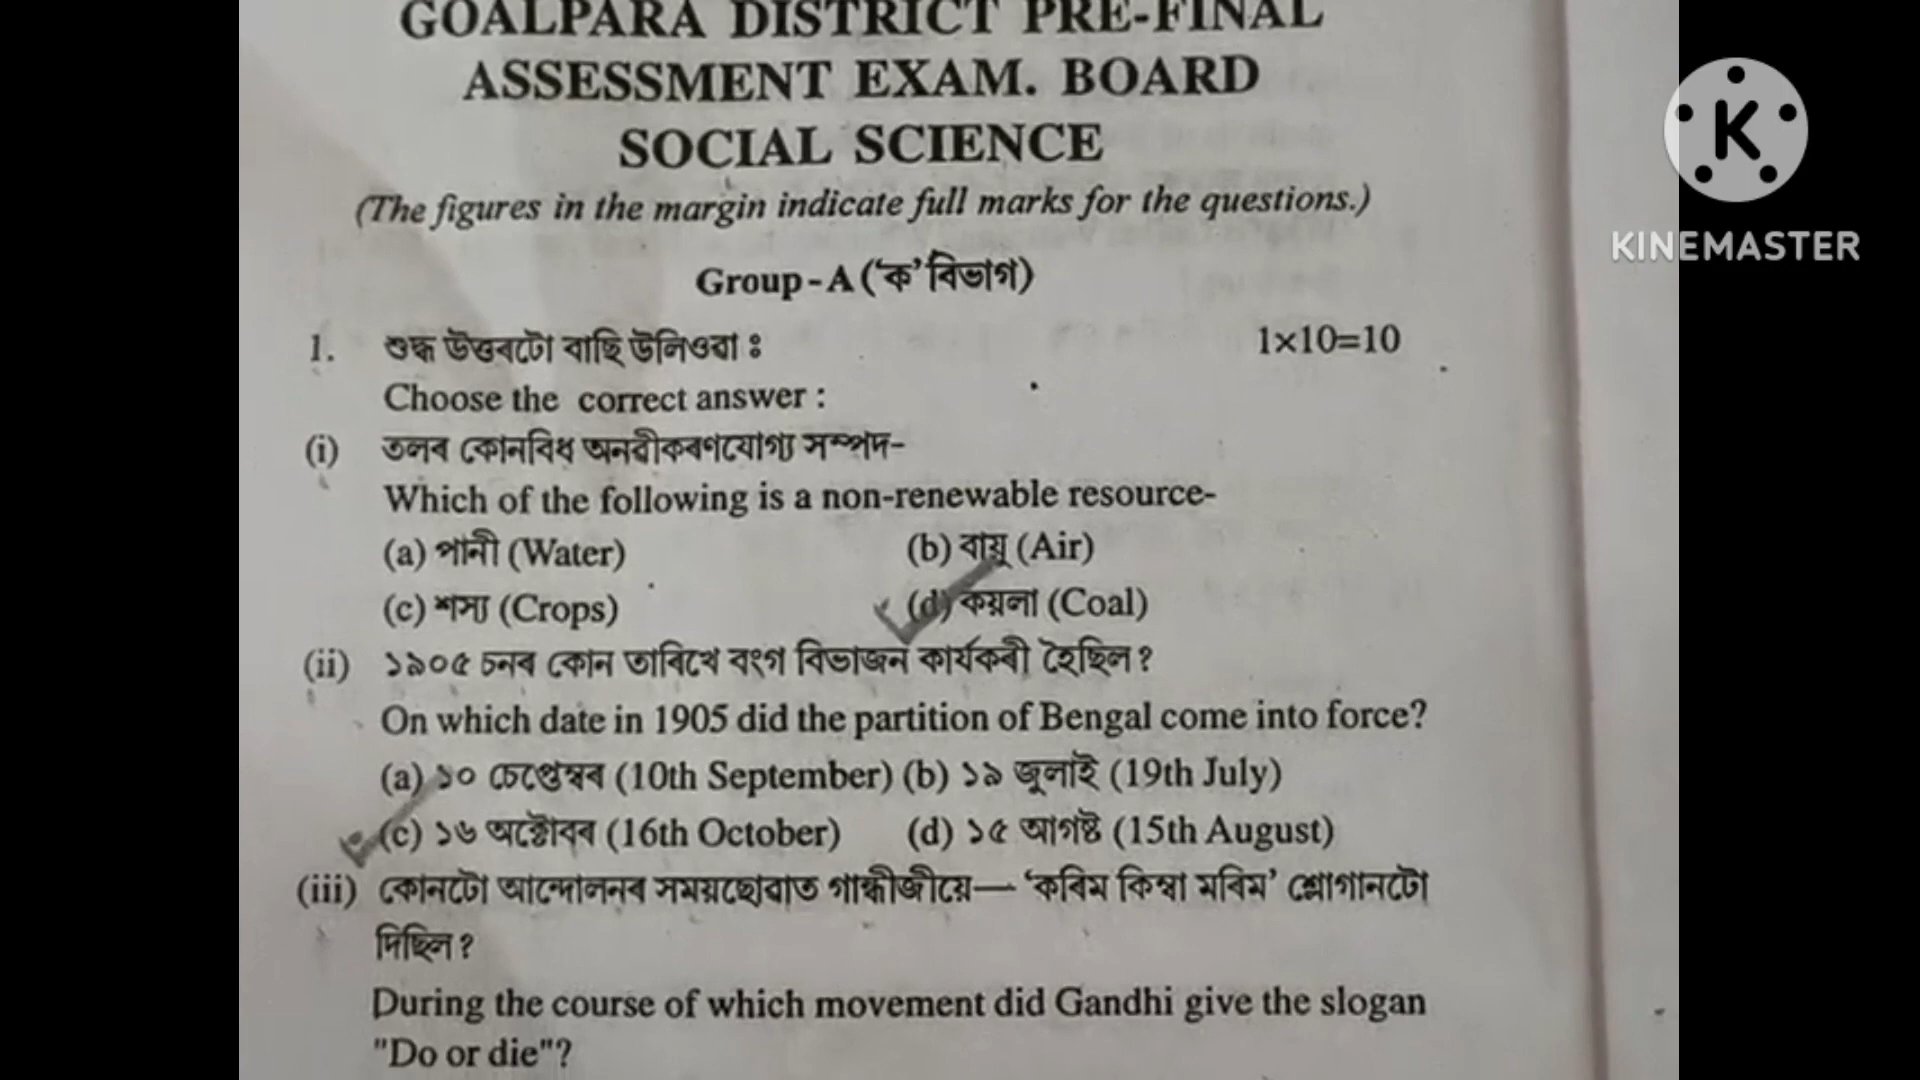 GOALPARA DISTRICT PRE-FINAL
ASSESSMENT EXAM. BOARD
SOCIAL SCIENCE
(The figures in the margin indicate full marks for the questions.)
Group-A (‘ক’ বিভাগ)
1. শুদ্ধ উত্তৰটো বাছি উলিওৱা ঃ 1×10=10
Choose the correct answer :
(i) তলৰ কোনবিধ অনবীকৰণযোগ্য সম্পদ-
Which of the following is a non-renewable resource-
(a) পানী (Water) (b) বায়ু (Air)
(c) শস্য (Crops) (d) কয়লা (Coal)
(ii) ১৯০৫ চনৰ কোন তাৰিখে বংগ বিভাজন কাৰ্যকৰী হৈছিল ?
On which date in 1905 did the partition of Bengal come into force?
(a) ১০ চেপ্তেম্বৰ (10th September) (b) ১৯ জুলাই (19th July)
(c) ১৬ অক্টোবৰ (16th October) (d) ১৫ আগষ্ট (15th August)
(iii) কোনটো আন্দোলনৰ সময়ছোৱাত গান্ধীজীয়ে— ‘কৰিম কিম্বা মৰিম’ শ্লোগানটো
দিছিল ?
During the course of which movement did Gandhi give the slogan
"Do or die"?
K
KINEMASTER